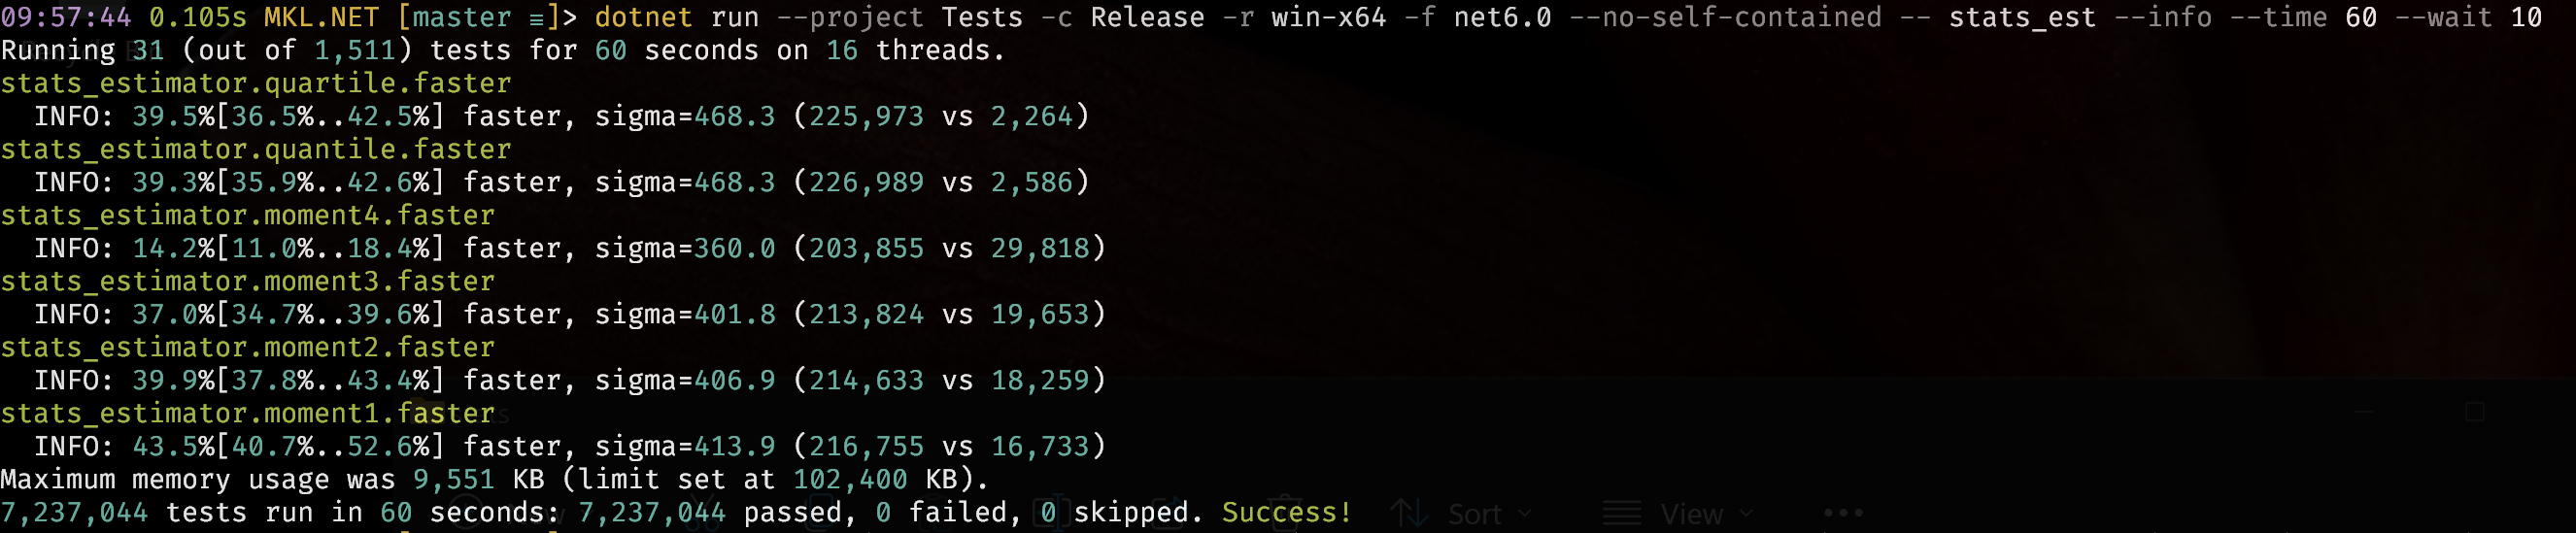 09:57:44 0.105s MKL.NET [master ≡]> dotnet run --project Tests -c Release -r win-x64 -f net6.0 --no-self-contained -- stats_est --info --time 60 --wait 10
Running 31 (out of 1,511) tests for 60 seconds on 16 threads.
stats_estimator.quartile.faster
  INFO: 39.5%[36.5%..42.5%] faster, sigma=468.3 (225,973 vs 2,264)
stats_estimator.quantile.faster
  INFO: 39.3%[35.9%..42.6%] faster, sigma=468.3 (226,989 vs 2,586)
stats_estimator.moment4.faster
  INFO: 14.2%[11.0%..18.4%] faster, sigma=360.0 (203,855 vs 29,818)
stats_estimator.moment3.faster
  INFO: 37.0%[34.7%..39.6%] faster, sigma=401.8 (213,824 vs 19,653)
stats_estimator.moment2.faster
  INFO: 39.9%[37.8%..43.4%] faster, sigma=406.9 (214,633 vs 18,259)
stats_estimator.moment1.faster
  INFO: 43.5%[40.7%..52.6%] faster, sigma=413.9 (216,755 vs 16,733)
Maximum memory usage was 9,551 KB (limit set at 102,400 KB).
7,237,044 tests run in 60 seconds: 7,237,044 passed, 0 failed, 0 skipped. Success!
Sort
View